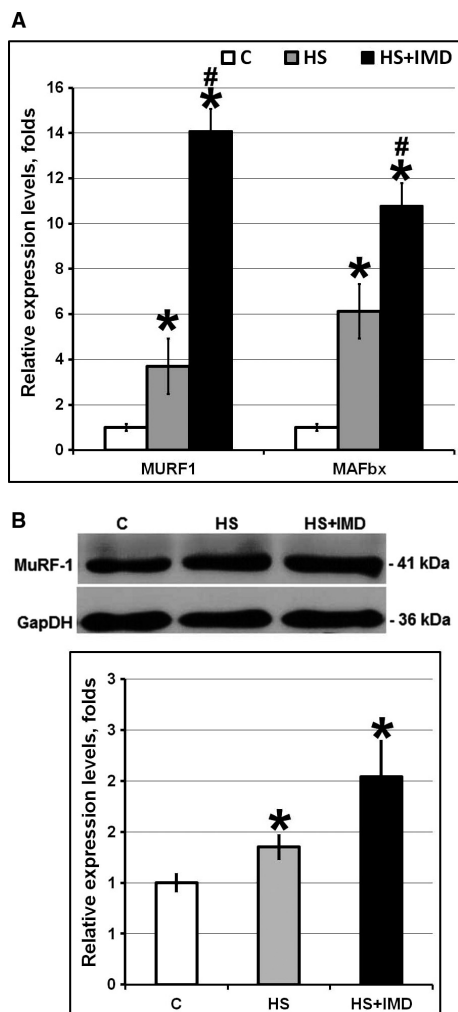 A
C HS HS+IMD
Relative expression levels, folds
16
14
12
10
8
6
4
2
0
#
*
*
#
*
*
MURF1 MAFbx
B
C HS HS+IMD
MuRF-1 - 41 kDa
GapDH - 36 kDa
Relative expression levels, folds
3
3
2
2
1
1
0
*
*
C HS HS+IMD